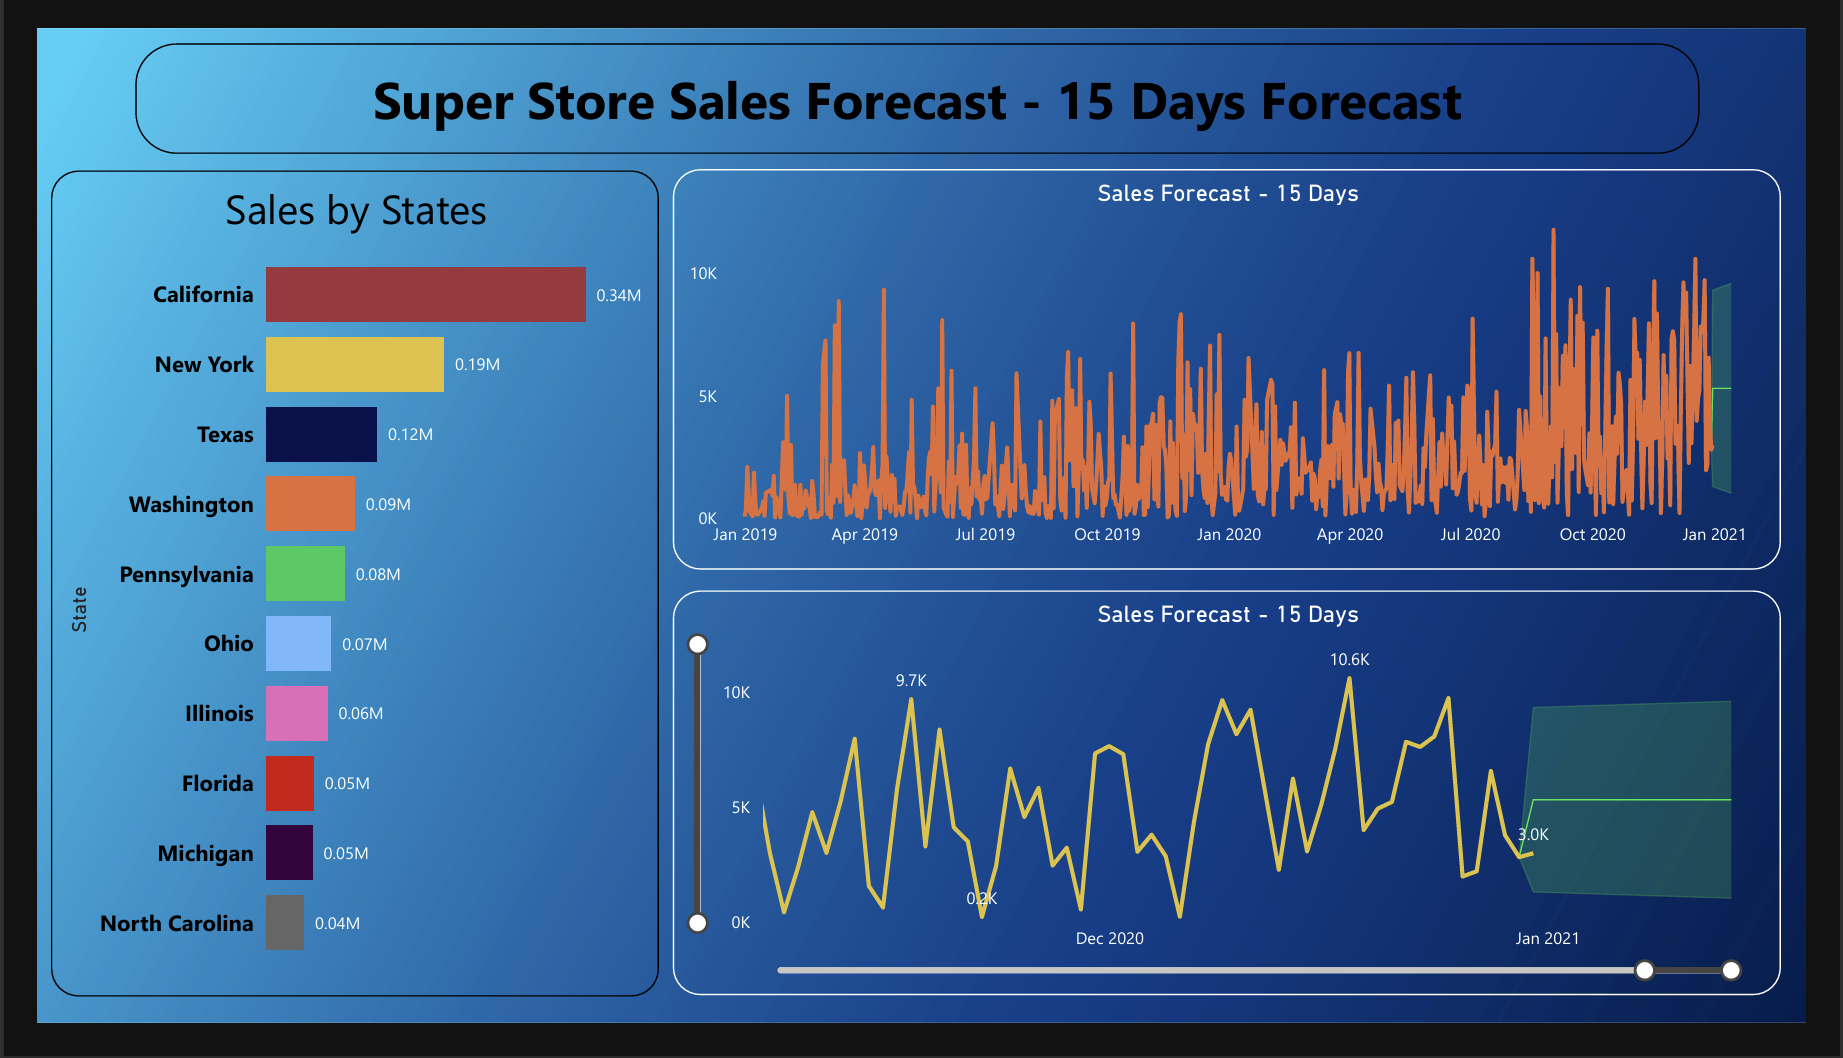 Super Store Sales Forecast - 15 Days Forecast
Sales by States
State
California 0.34M
New York 0.19M
Texas 0.12M
Washington 0.09M
Pennsylvania 0.08M
Ohio 0.07M
Illinois 0.06M
Florida 0.05M
Michigan 0.05M
North Carolina 0.04M
Sales Forecast - 15 Days
10K
5K
0K
Jan 2019 Apr 2019 Jul 2019 Oct 2019 Jan 2020 Apr 2020 Jul 2020 Oct 2020 Jan 2021
Sales Forecast - 15 Days
10.6K
9.7K
10K
5K
3.0K
0.2K
0K
Dec 2020 Jan 2021